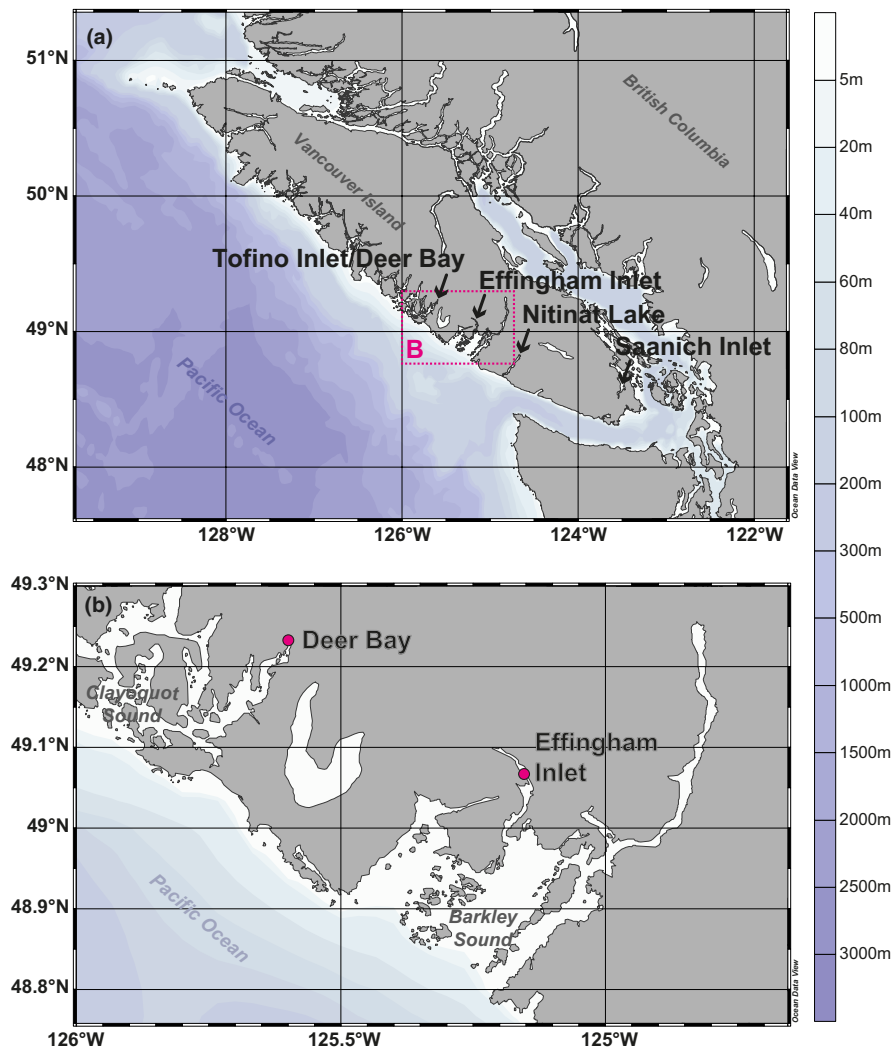 (a)
51°N
50°N
49°N
48°N
128°W
126°W
124°W
122°W
British Columbia
Vancouver island
Tofino Inlet/Deer Bay
Effingham Inlet
Nitinat Lake
Saanich Inlet
B
Pacific Ocean
Ocean Data View
5m
20m
40m
60m
80m
100m
200m
300m
500m
1000m
1500m
2000m
2500m
3000m
(b)
49.3°N
49.2°N
49.1°N
49°N
48.9°N
48.8°N
126°W
125.5°W
125°W
Deer Bay
Clayoquot
Sound
Effingham
Inlet
Barkley
Sound
Pacific Ocean
Ocean Data View